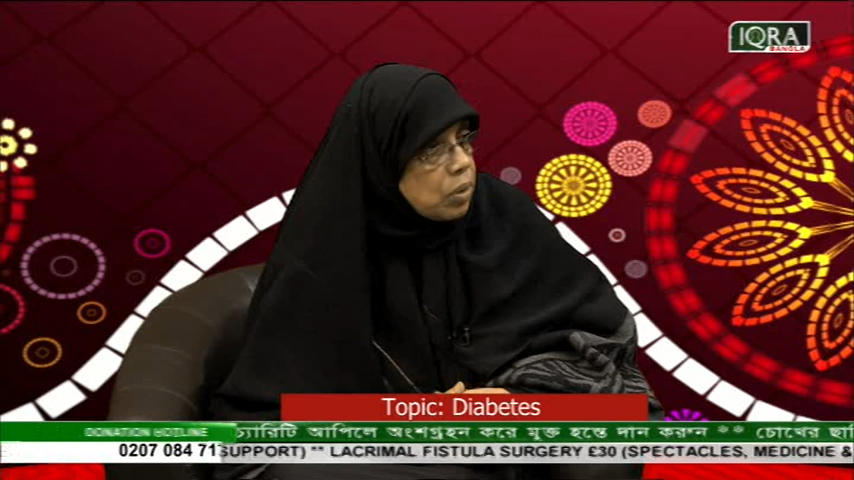 IQRA
BANGLA
Topic: Diabetes
DONATION HOTLINE
চ্যারিটি আপিলে অংশগ্রহন করে মুক্ত হস্তে দান করুন ** চোখের ছা
0207 084 71
SUPPORT) ** LACRIMAL FISTULA SURGERY £30 (SPECTACLES, MEDICINE &